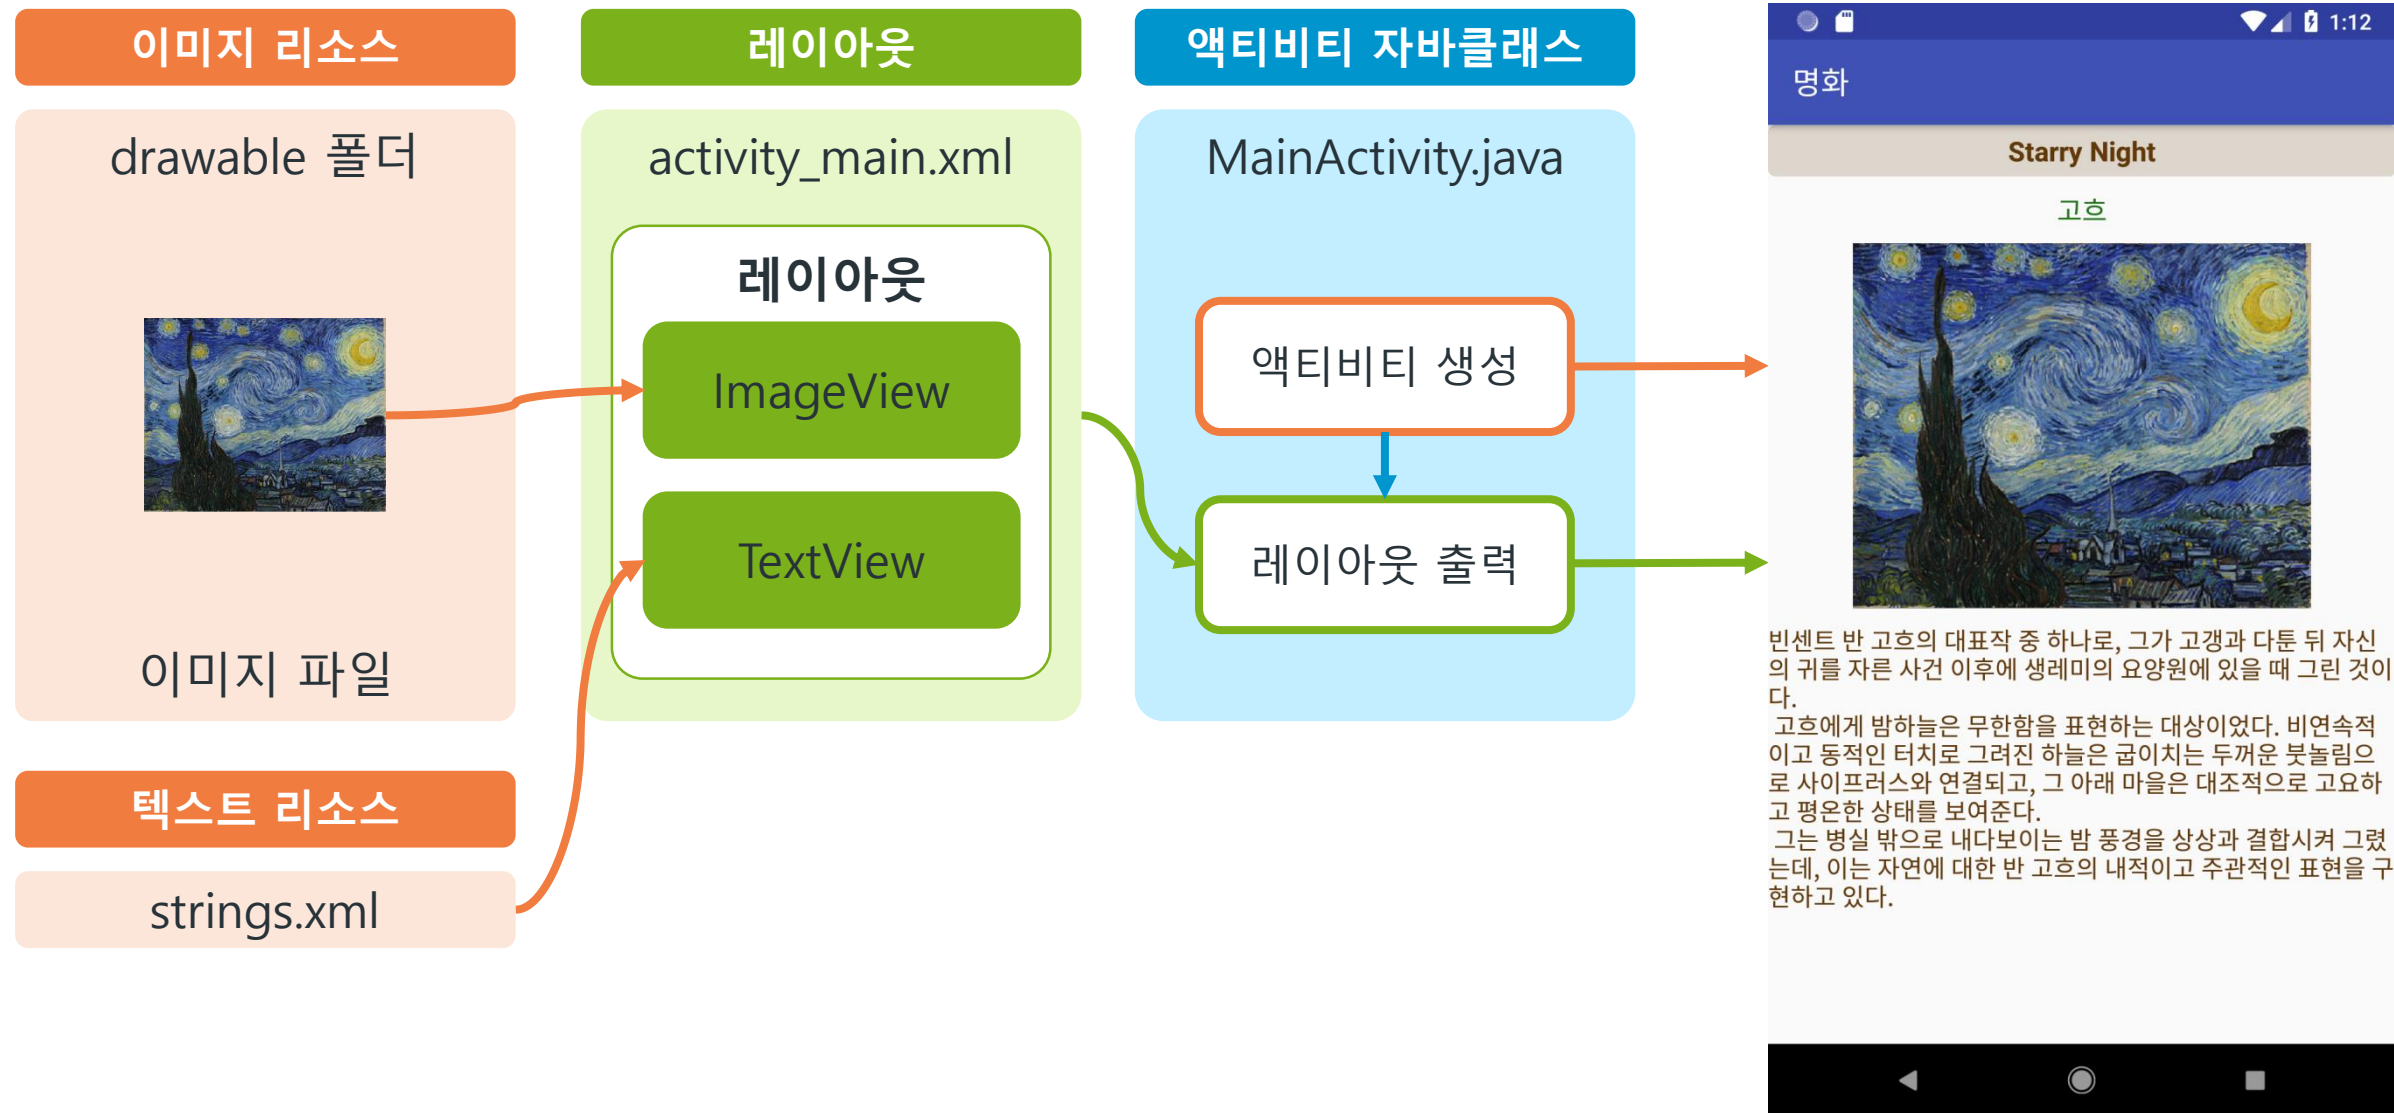 이미지 리소스
drawable 폴더
이미지 파일
텍스트 리소스
strings.xml
레이아웃
activity_main.xml
레이아웃
ImageView
TextView
액티비티 자바클래스
MainActivity.java
액티비티 생성
레이아웃 출력
1:12
명화
Starry Night
고흐
빈센트 반 고흐의 대표작 중 하나로, 그가 고갱과 다툰 뒤 자신
의 귀를 자른 사건 이후에 생레미의 요양원에 있을 때 그린 것이
다.
고흐에게 밤하늘은 무한함을 표현하는 대상이었다. 비연속적
이고 동적인 터치로 그려진 하늘은 굽이치는 두꺼운 붓놀림으
로 사이프러스와 연결되고, 그 아래 마을은 대조적으로 고요하
고 평온한 상태를 보여준다.
그는 병실 밖으로 내다보이는 밤 풍경을 상상과 결합시켜 그렸
는데, 이는 자연에 대한 반 고흐의 내적이고 주관적인 표현을 구
현하고 있다.